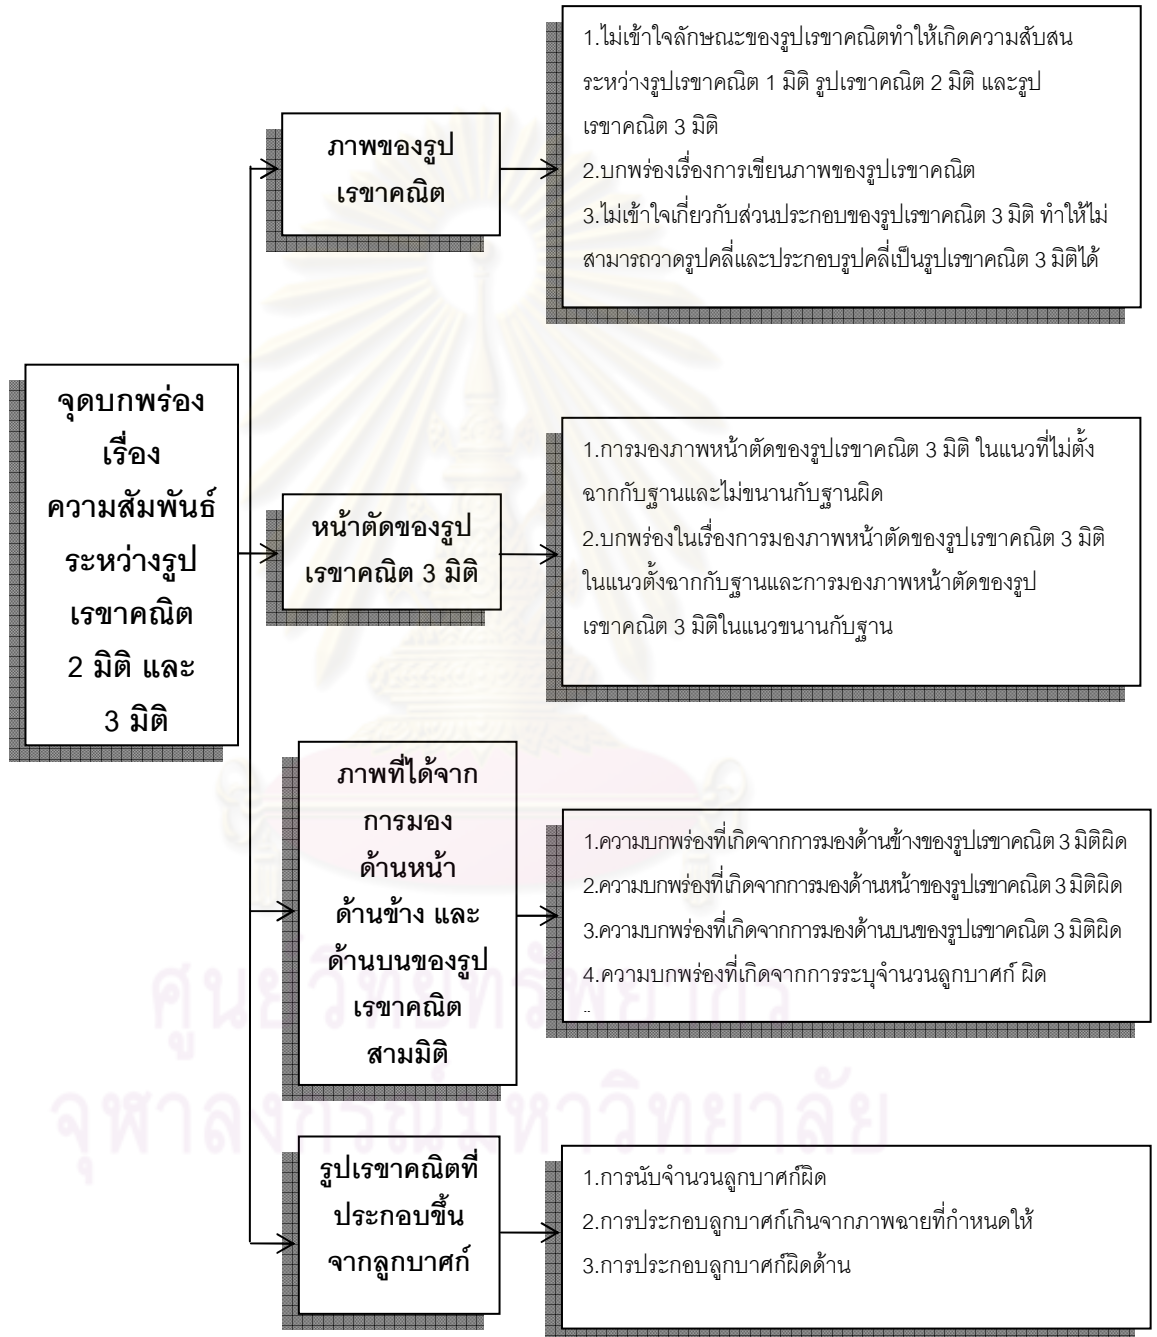 จุดบกพร่อง
เรื่อง
ความสัมพันธ์
ระหว่างรูป
เรขาคณิต
2 มิติ และ
3 มิติ
ภาพของรูป
เรขาคณิต
1.ไม่เข้าใจลักษณะของรูปเรขาคณิตทำให้เกิดความสับสน
ระหว่างรูปเรขาคณิต 1 มิติ รูปเรขาคณิต 2 มิติ และรูป
เรขาคณิต 3 มิติ
2.บกพร่องเรื่องการเขียนภาพของรูปเรขาคณิต
3.ไม่เข้าใจเกี่ยวกับส่วนประกอบของรูปเรขาคณิต 3 มิติ ทำให้ไม่
สามารถวาดรูปคลี่และประกอบรูปคลี่เป็นรูปเรขาคณิต 3 มิติได้
หน้าตัดของรูป
เรขาคณิต 3 มิติ
1.การมองภาพหน้าตัดของรูปเรขาคณิต 3 มิติ ในแนวที่ไม่ตั้ง
ฉากกับฐานและไม่ขนานกับฐานผิด
2.บกพร่องในเรื่องการมองภาพหน้าตัดของรูปเรขาคณิต 3 มิติ
ในแนวตั้งฉากกับฐานและการมองภาพหน้าตัดของรูป
เรขาคณิต 3 มิติในแนวขนานกับฐาน
ภาพที่ได้จาก
การมอง
ด้านหน้า
ด้านข้าง และ
ด้านบนของรูป
เรขาคณิต
สามมิติ
1.ความบกพร่องที่เกิดจากการมองด้านข้างของรูปเรขาคณิต 3 มิติผิด
2.ความบกพร่องที่เกิดจากการมองด้านหน้าของรูปเรขาคณิต 3 มิติผิด
3.ความบกพร่องที่เกิดจากการมองด้านบนของรูปเรขาคณิต 3 มิติผิด
4.ความบกพร่องที่เกิดจากการระบุจำนวนลูกบาศก์ ผิด
รูปเรขาคณิตที่
ประกอบขึ้น
จากลูกบาศก์
1.การนับจำนวนลูกบาศก์ผิด
2.การประกอบลูกบาศก์เกินจากภาพฉายที่กำหนดให้
3.การประกอบลูกบาศก์ผิดด้าน
ศูนย์วิทยทรัพยากร
จุฬาลงกรณ์มหาวิทยาลัย